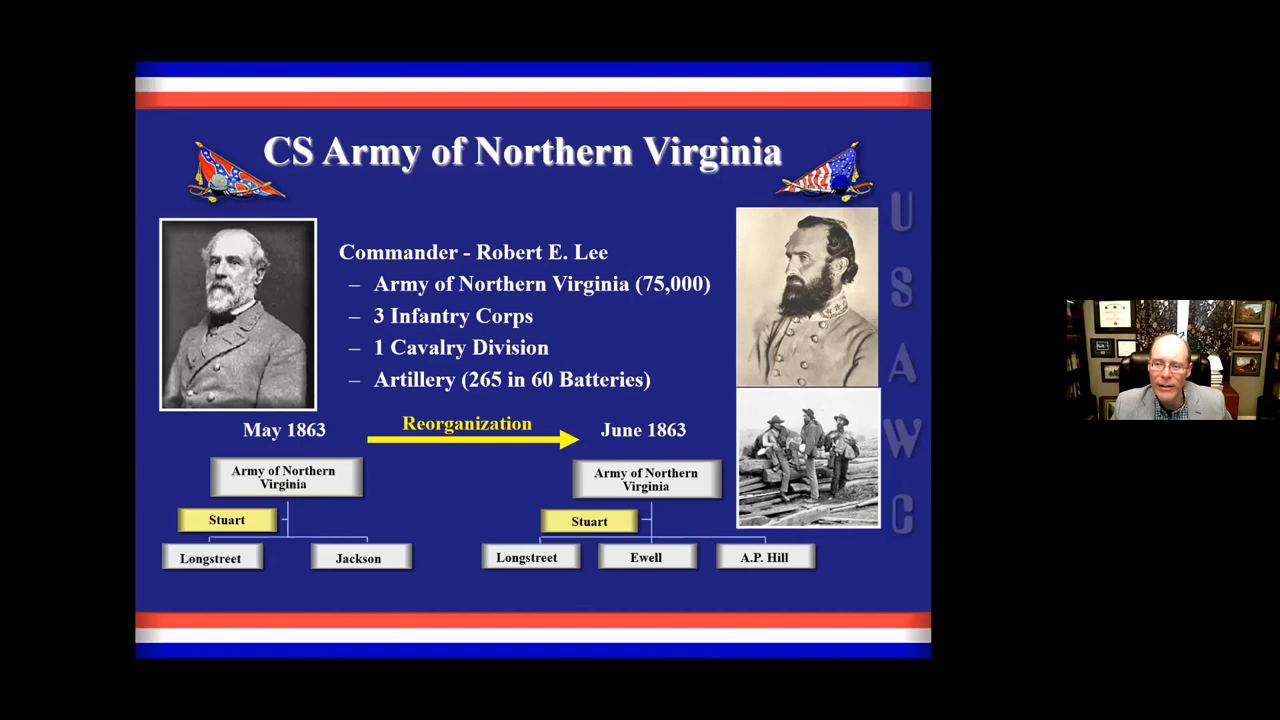 CS Army of Northern Virginia
Commander - Robert E. Lee
– Army of Northern Virginia (75,000)
– 3 Infantry Corps
– 1 Cavalry Division
– Artillery (265 in 60 Batteries)
May 1863
Reorganization
June 1863
Army of Northern
Virginia
Stuart
Longstreet
Jackson
Army of Northern
Virginia
Stuart
Longstreet
Ewell
A.P. Hill
U
S
A
W
C